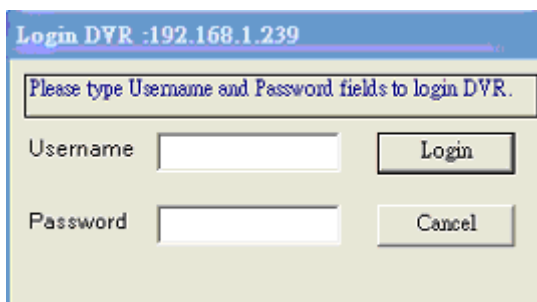 Login DVR :192.168.1.239
Please type Username and Password fields to login DVR.
Username
Login
Password
Cancel